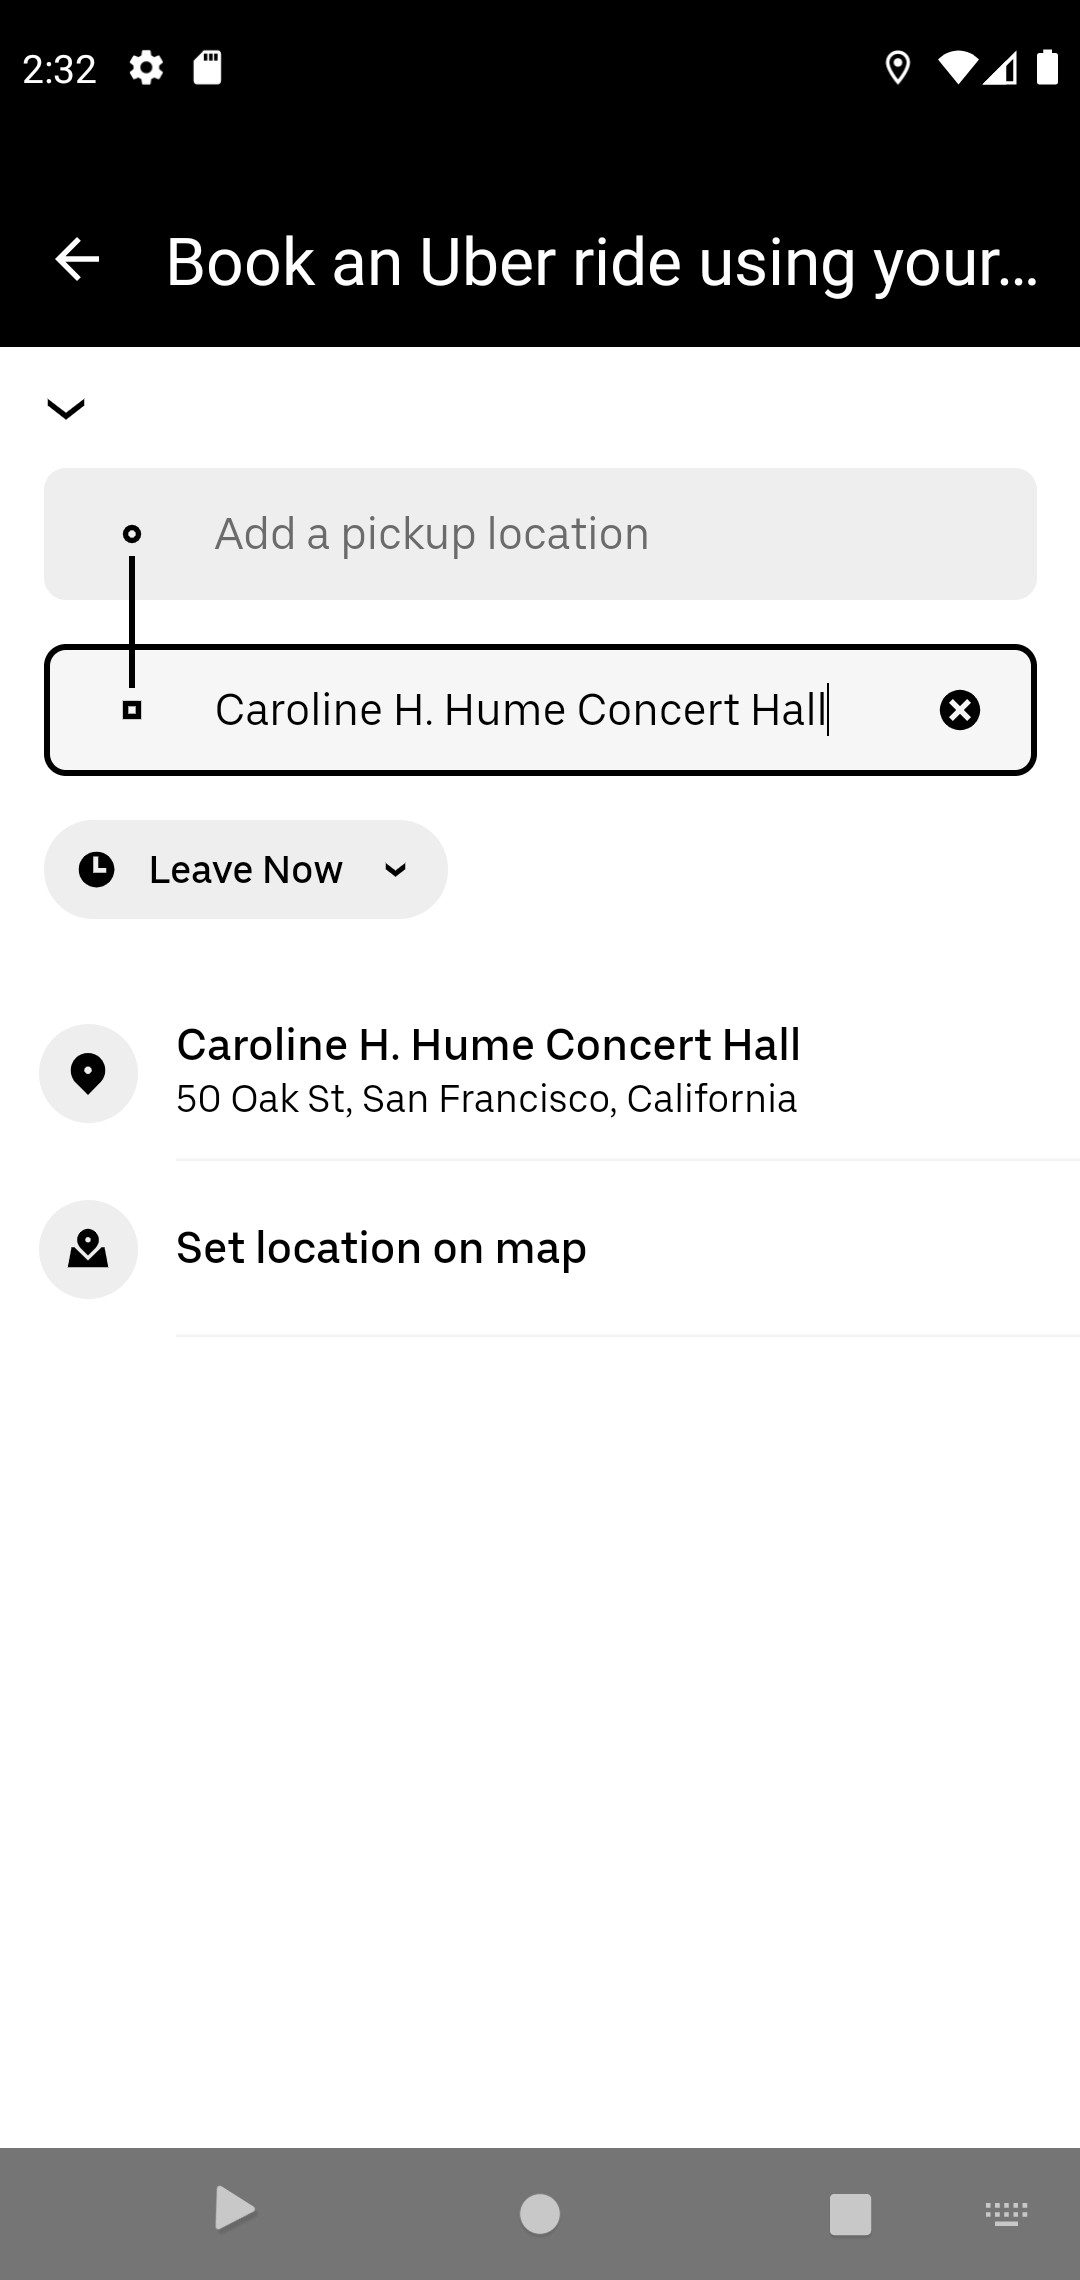 2:32
Book an Uber ride using your...
Add a pickup location
Caroline H. Hume Concert Hall
Leave Now
Caroline H. Hume Concert Hall
50 Oak St, San Francisco, California
Set location on map